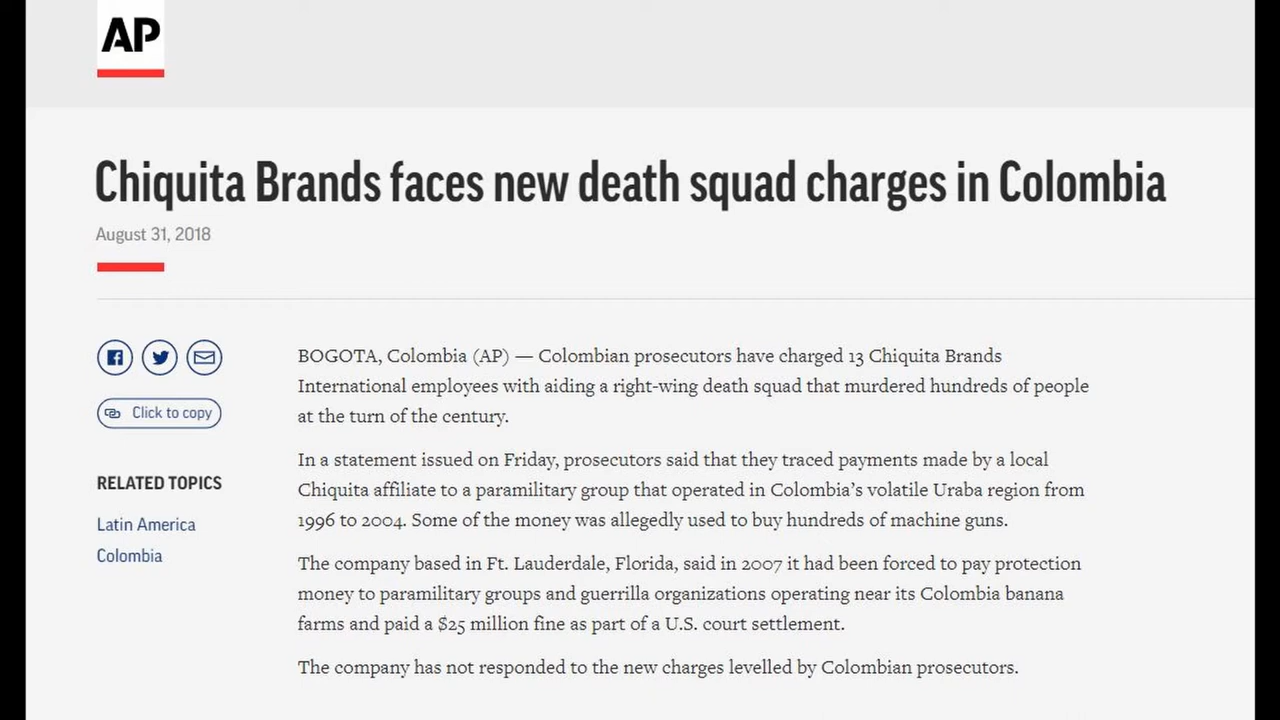 AP
Chiquita Brands faces new death squad charges in Colombia
August 31, 2018
Click to copy
RELATED TOPICS
Latin America
Colombia
BOGOTA, Colombia (AP) — Colombian prosecutors have charged 13 Chiquita Brands
International employees with aiding a right-wing death squad that murdered hundreds of people
at the turn of the century.
In a statement issued on Friday, prosecutors said that they traced payments made by a local
Chiquita affiliate to a paramilitary group that operated in Colombia’s volatile Uraba region from
1996 to 2004. Some of the money was allegedly used to buy hundreds of machine guns.
The company based in Ft. Lauderdale, Florida, said in 2007 it had been forced to pay protection
money to paramilitary groups and guerrilla organizations operating near its Colombia banana
farms and paid a $25 million fine as part of a U.S. court settlement.
The company has not responded to the new charges levelled by Colombian prosecutors.